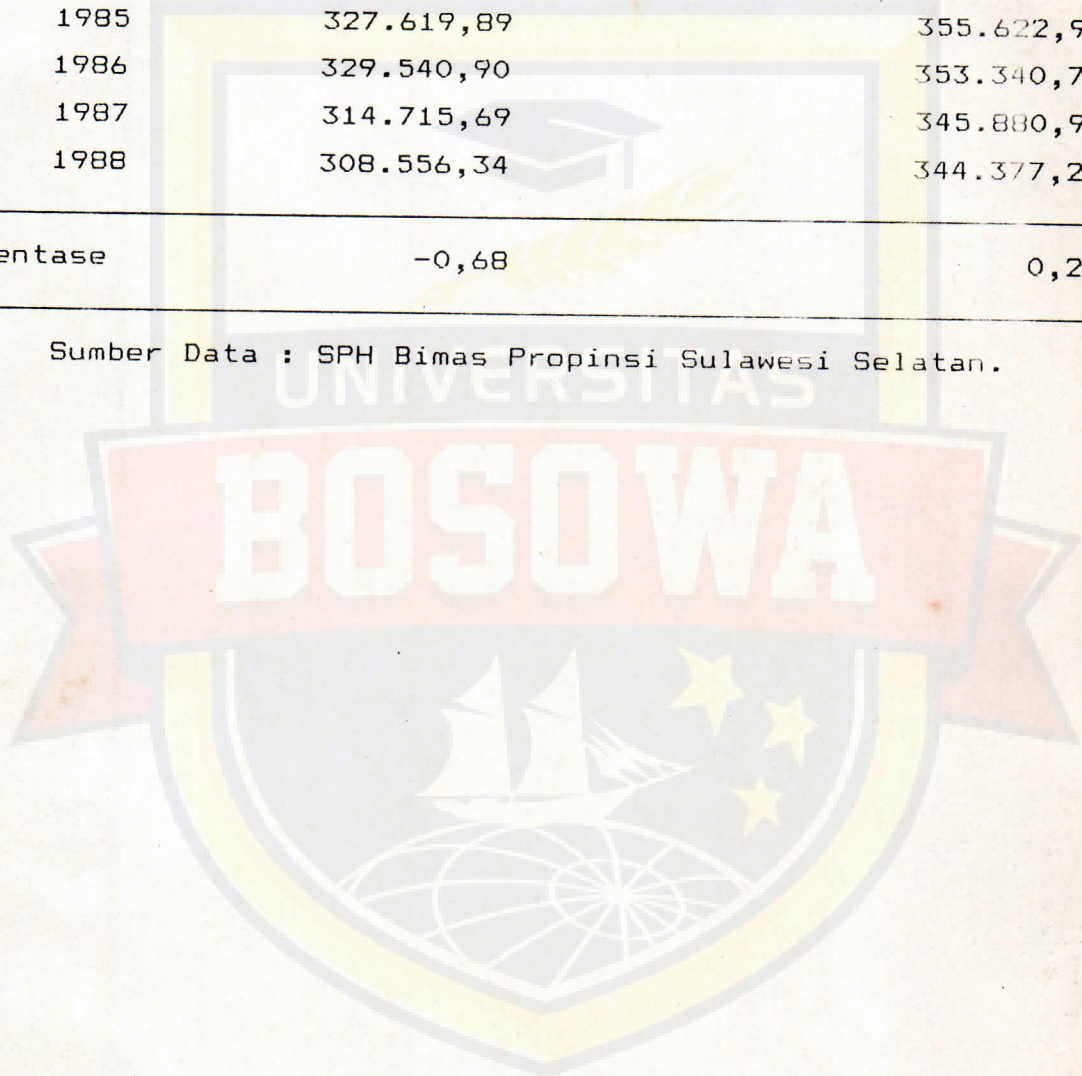 1985 327.619,89 355.622,9
1986 329.540,90 353.340,7
1987 314.715,69 345.880,9
1988 308.556,34 344.377,2
entase -0,68 0,2
Sumber Data : SPH Bimas Propinsi Sulawesi Selatan.
UNIVERSITAS
BOSOWA